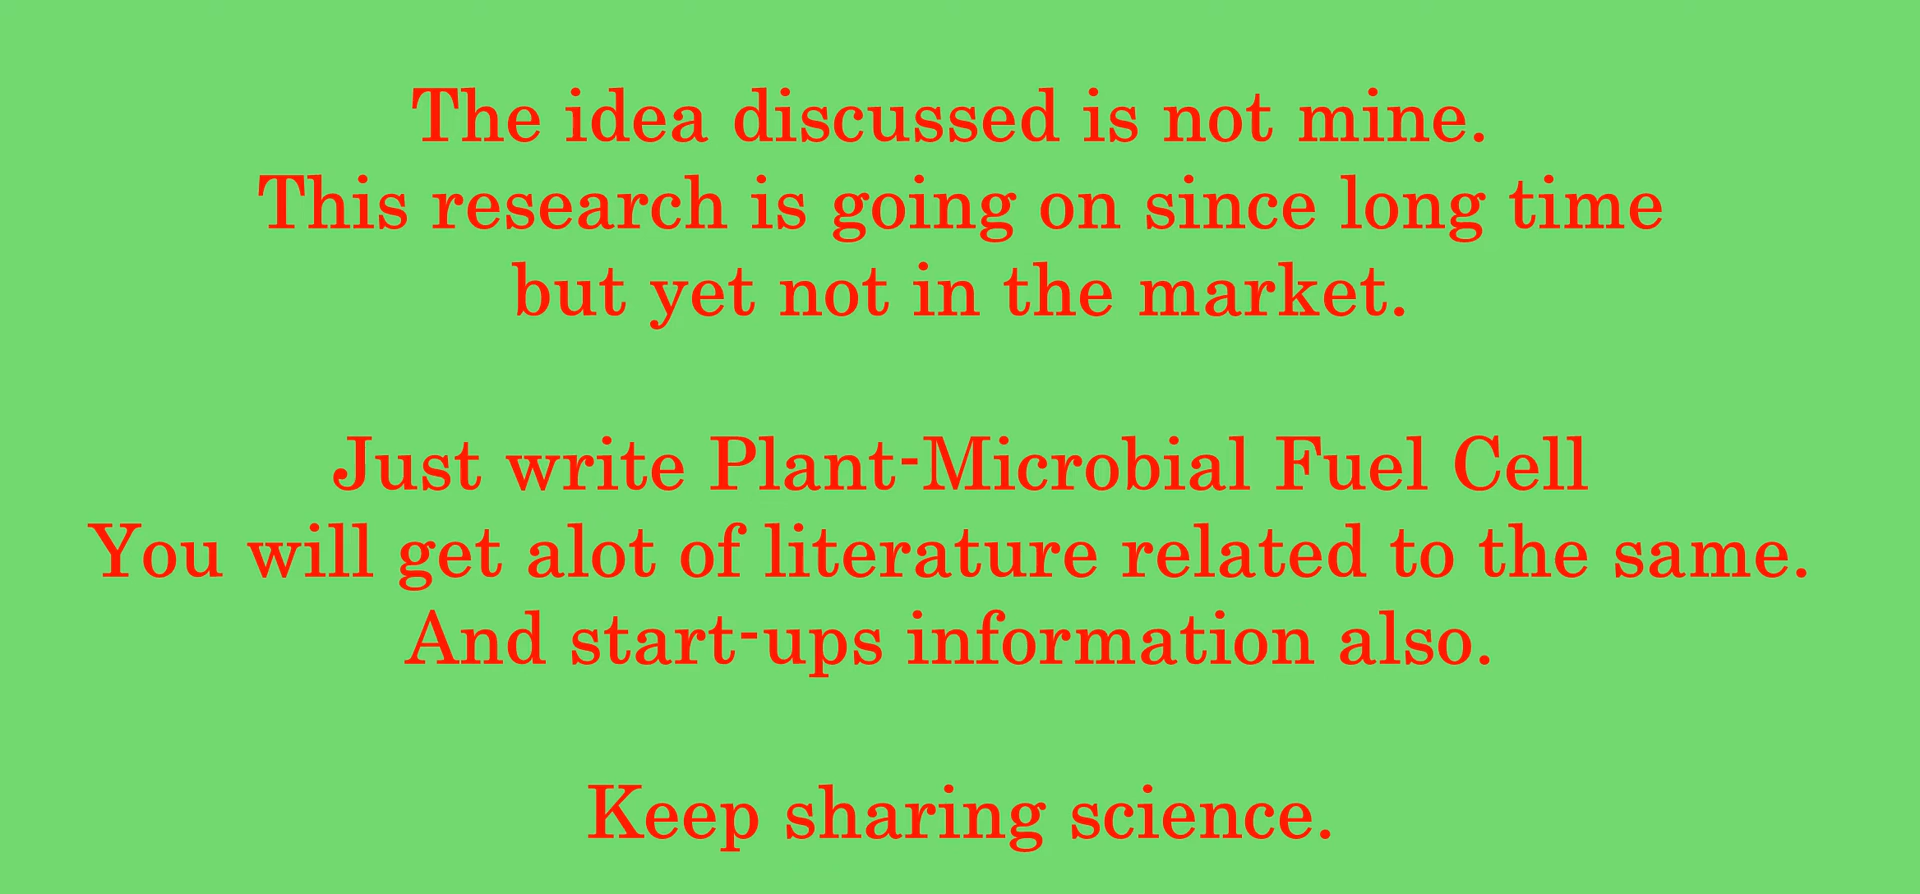 The idea discussed is not mine.
This research is going on since long time
but yet not in the market.
Just write Plant-Microbial Fuel Cell
You will get alot of literature related to the same.
And start-ups information also.
Keep sharing science.